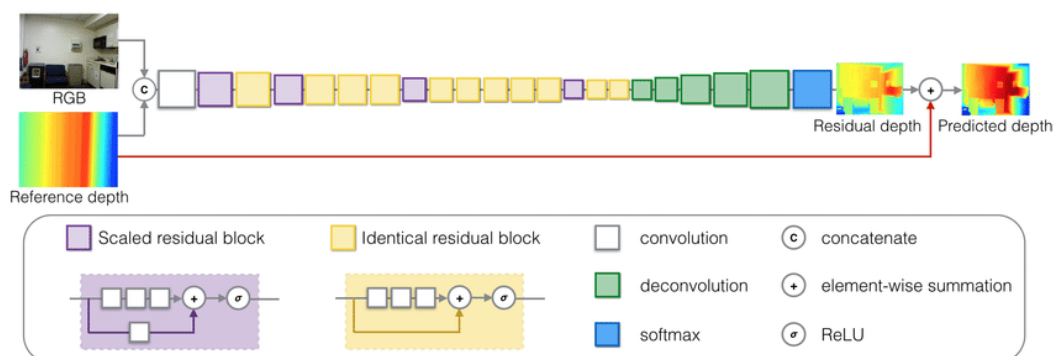 RGB
C
+
Residual depth
Predicted depth
Reference depth
Scaled residual block
Identical residual block
convolution
C
concatenate
deconvolution
+
element-wise summation
softmax
σ
ReLU
+
σ
+
σ